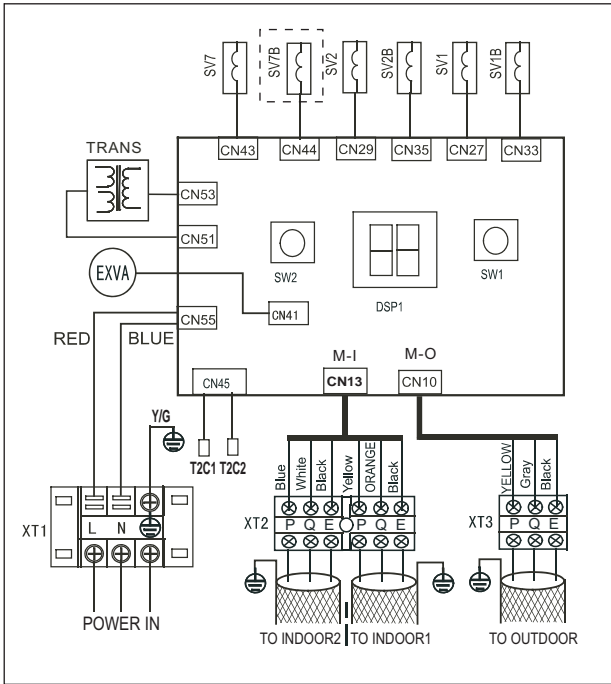 SV7 SV7B SV2 SV2B SV1 SV1B
TRANS
CN43 CN44 CN29 CN35 CN27 CN33
CN53
CN51
EXVA
SW2
DSP1
SW1
CN41
CN55
RED BLUE
M-I M-O
CN45 CN13 CN10
Y/G
T2C1 T2C2
Blue White Black Yellow ORANGE Black
YELLOW Gray Black
XT1 L N
XT2 P Q E P Q E
XT3 P Q E
POWER IN
TO INDOOR2 TO INDOOR1
TO OUTDOOR